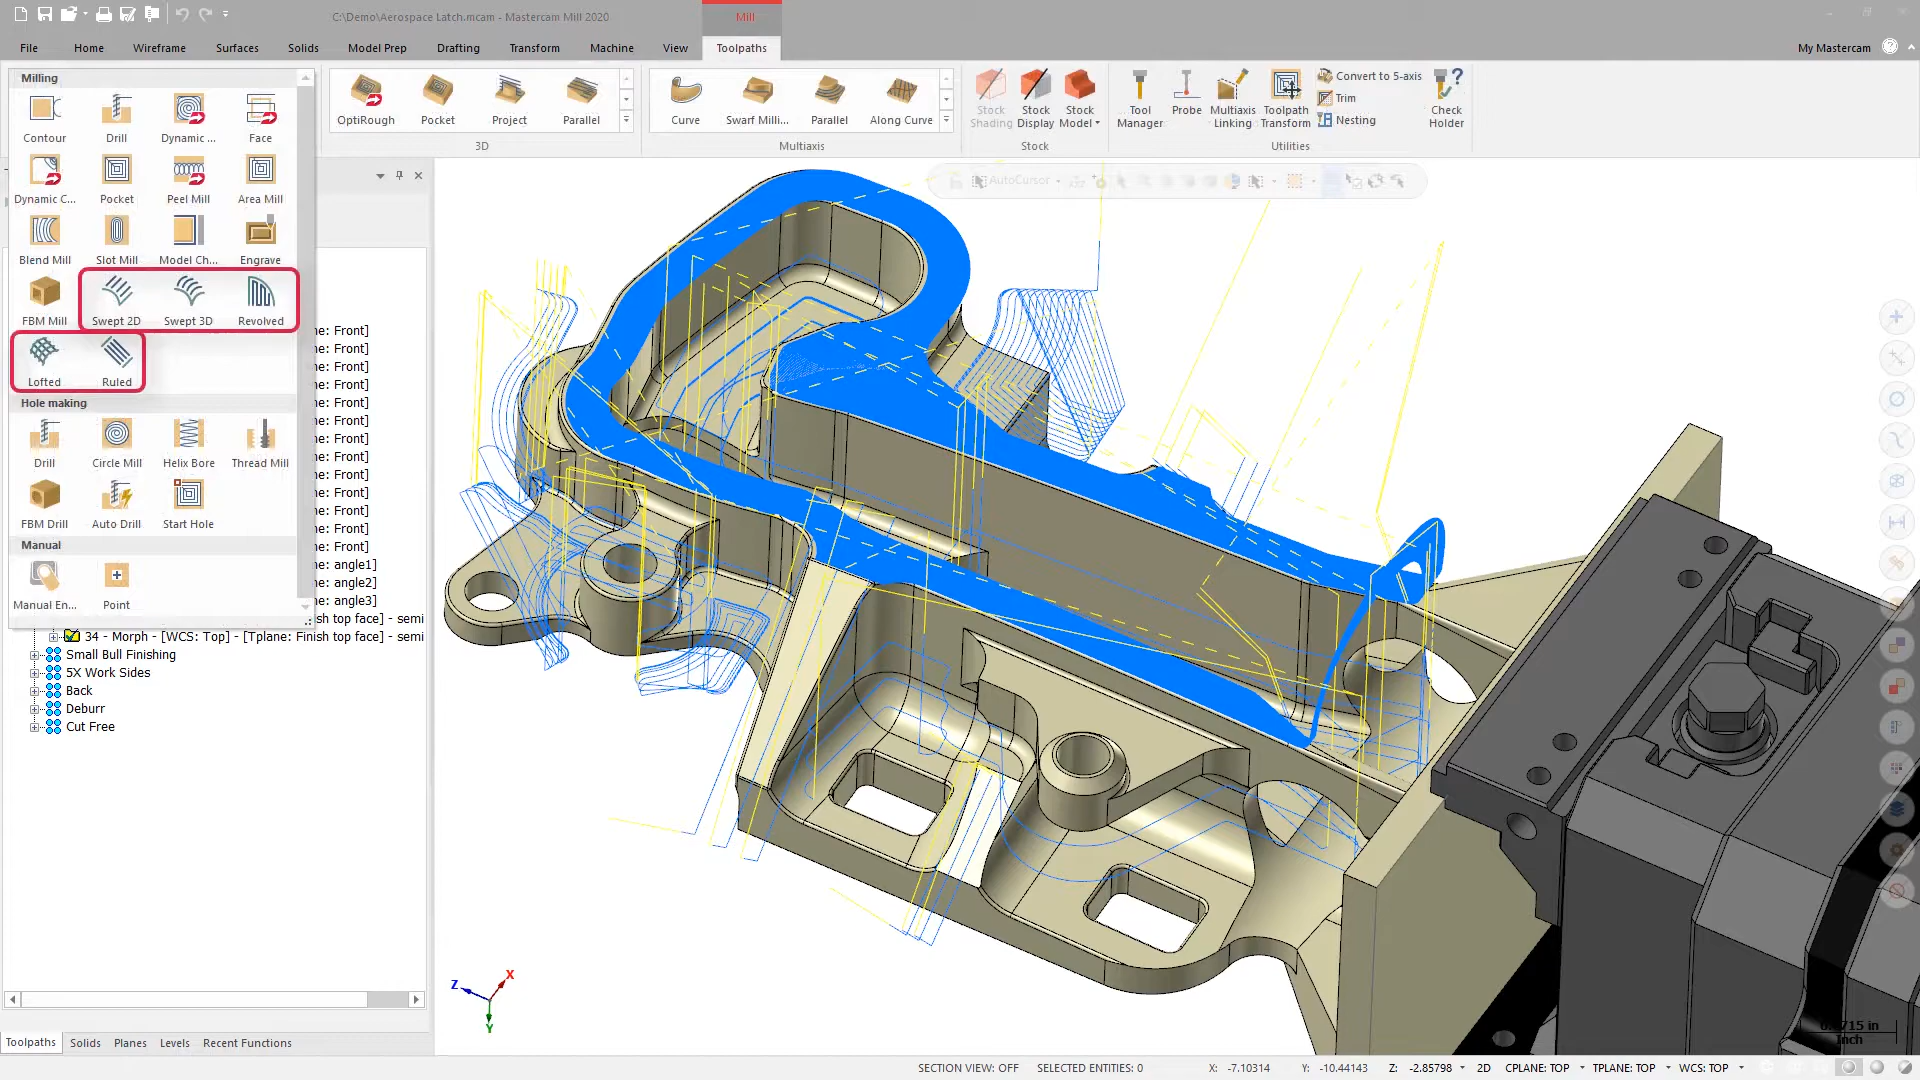 C:\Demo\Aerospace Latch.mcam - Mastercam Mill 2020
Mill
File Home Wireframe Surfaces Solids Model Prep Drafting Transform Machine View Toolpaths
My Mastercam
Milling
Contour Drill Dynamic ... Face
Dynamic C... Pocket Peel Mill Area Mill
Blend Mill Slot Mill Model Ch... Engrave
FBM Mill Swept 2D Swept 3D Revolved
Lofted Ruled
Hole making
Drill Circle Mill Helix Bore Thread Mill
FBM Drill Auto Drill Start Hole
Manual
Manual En... Point
OptiRough Pocket Project Parallel
3D
Curve Swarf Milli... Parallel Along Curve
Multiaxis
Stock Shading
Stock Display
Stock Model
Stock
Tool Manager
Probe
Multiaxis Linking
Toolpath Transform
Convert to 5-axis
Trim
Nesting
Check Holder
Utilities
AutoCursor
ne: Front]
ne: Front]
ne: Front]
ne: Front]
ne: Front]
ne: Front]
ne: Front]
ne: Front]
ne: Front]
ne: Front]
ne: Front]
ne: Front]
ne: Front]
ne: angle1]
ne: angle2]
ne: angle3]
sh top face] - semi
34 - Morph - [WCS: Top] - [Tplane: Finish top face] - semi
Small Bull Finishing
5X Work Sides
Back
Deburr
Cut Free
Z X Y
Toolpaths Solids Planes Levels Recent Functions
Inch
SECTION VIEW: OFF SELECTED ENTITIES: 0 X: -7.10314 Y: -10.44143 Z: -2.85798 2D CPLANE: TOP TPLANE: TOP WCS: TOP